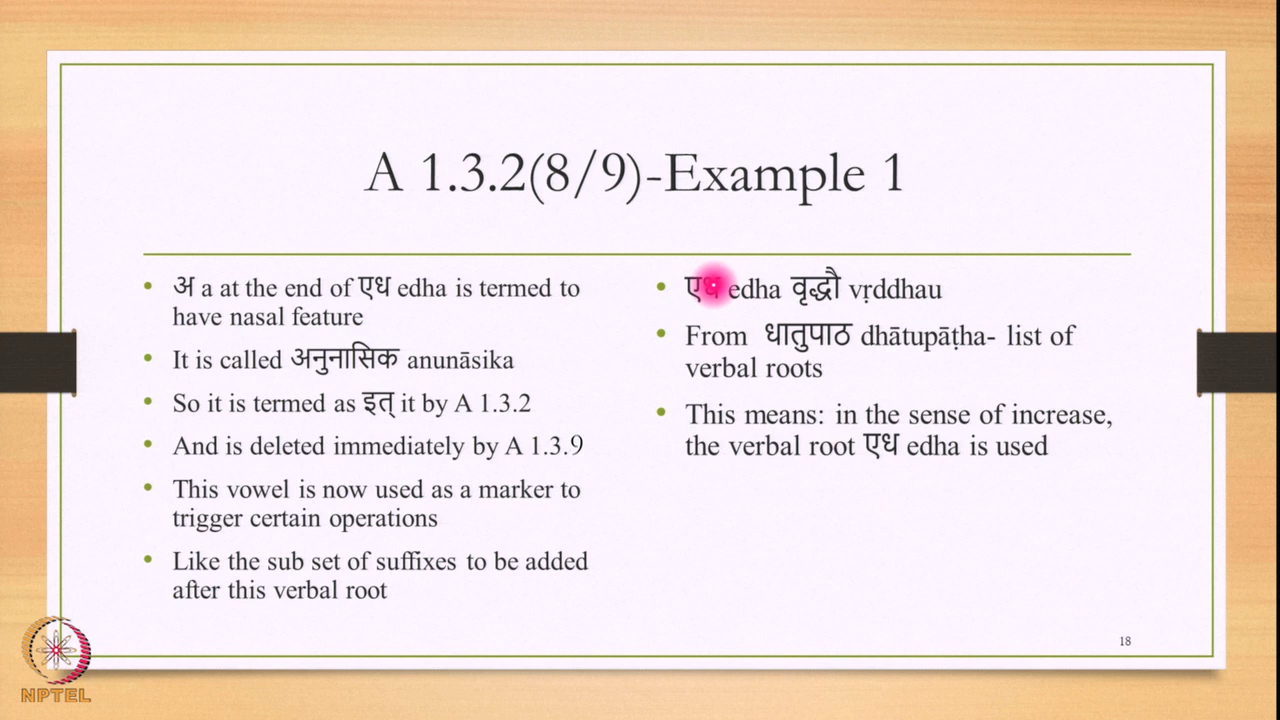 A 1.3.2(8/9)-Example 1
अ a at the end of एध edha is termed to
have nasal feature
It is called अनुनासिक anunāsika
So it is termed as इत् it by A 1.3.2
And is deleted immediately by A 1.3.9
This vowel is now used as a marker to
trigger certain operations
Like the sub set of suffixes to be added
after this verbal root
एध edha वृद्धौ vṛddhau
From धातुपाठ dhātupāṭha- list of
verbal roots
This means: in the sense of increase,
the verbal root एध edha is used
18
NPTEL